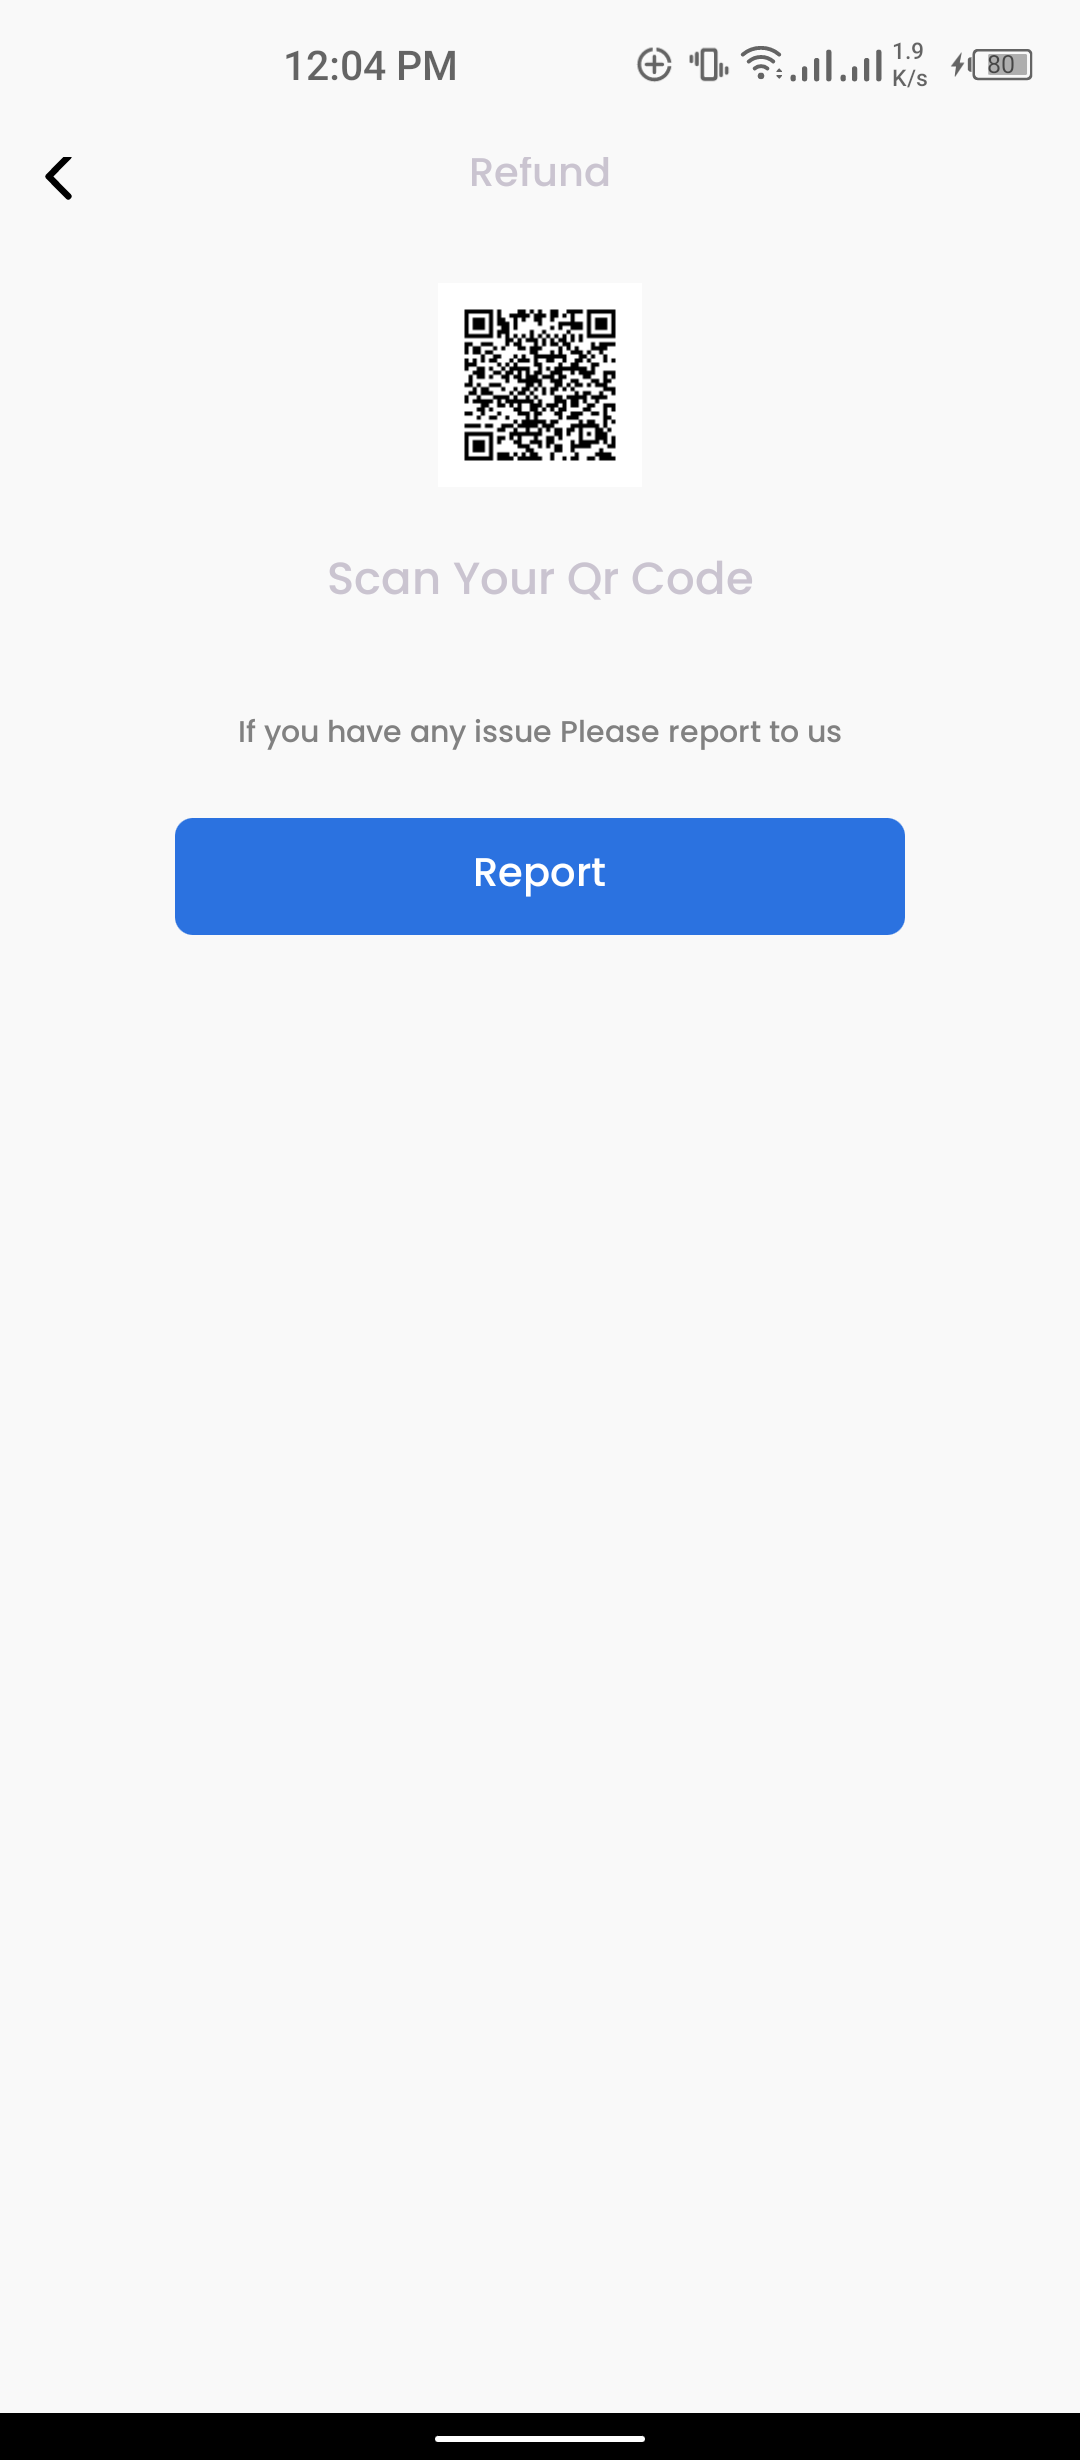 12:04 PM
1.9
K/s
80
Refund
Scan Your Qr Code
If you have any issue Please report to us
Report